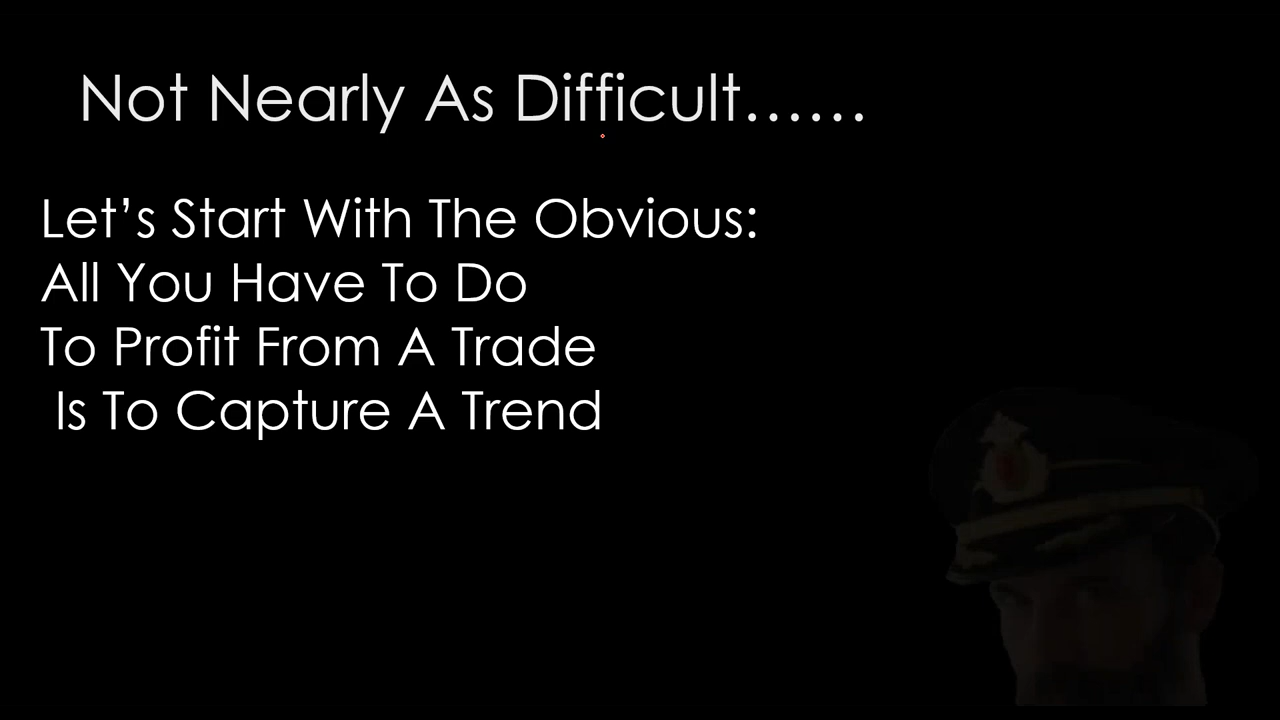 Not Nearly As Difficult......
Let’s Start With The Obvious:
All You Have To Do
To Profit From A Trade
Is To Capture A Trend